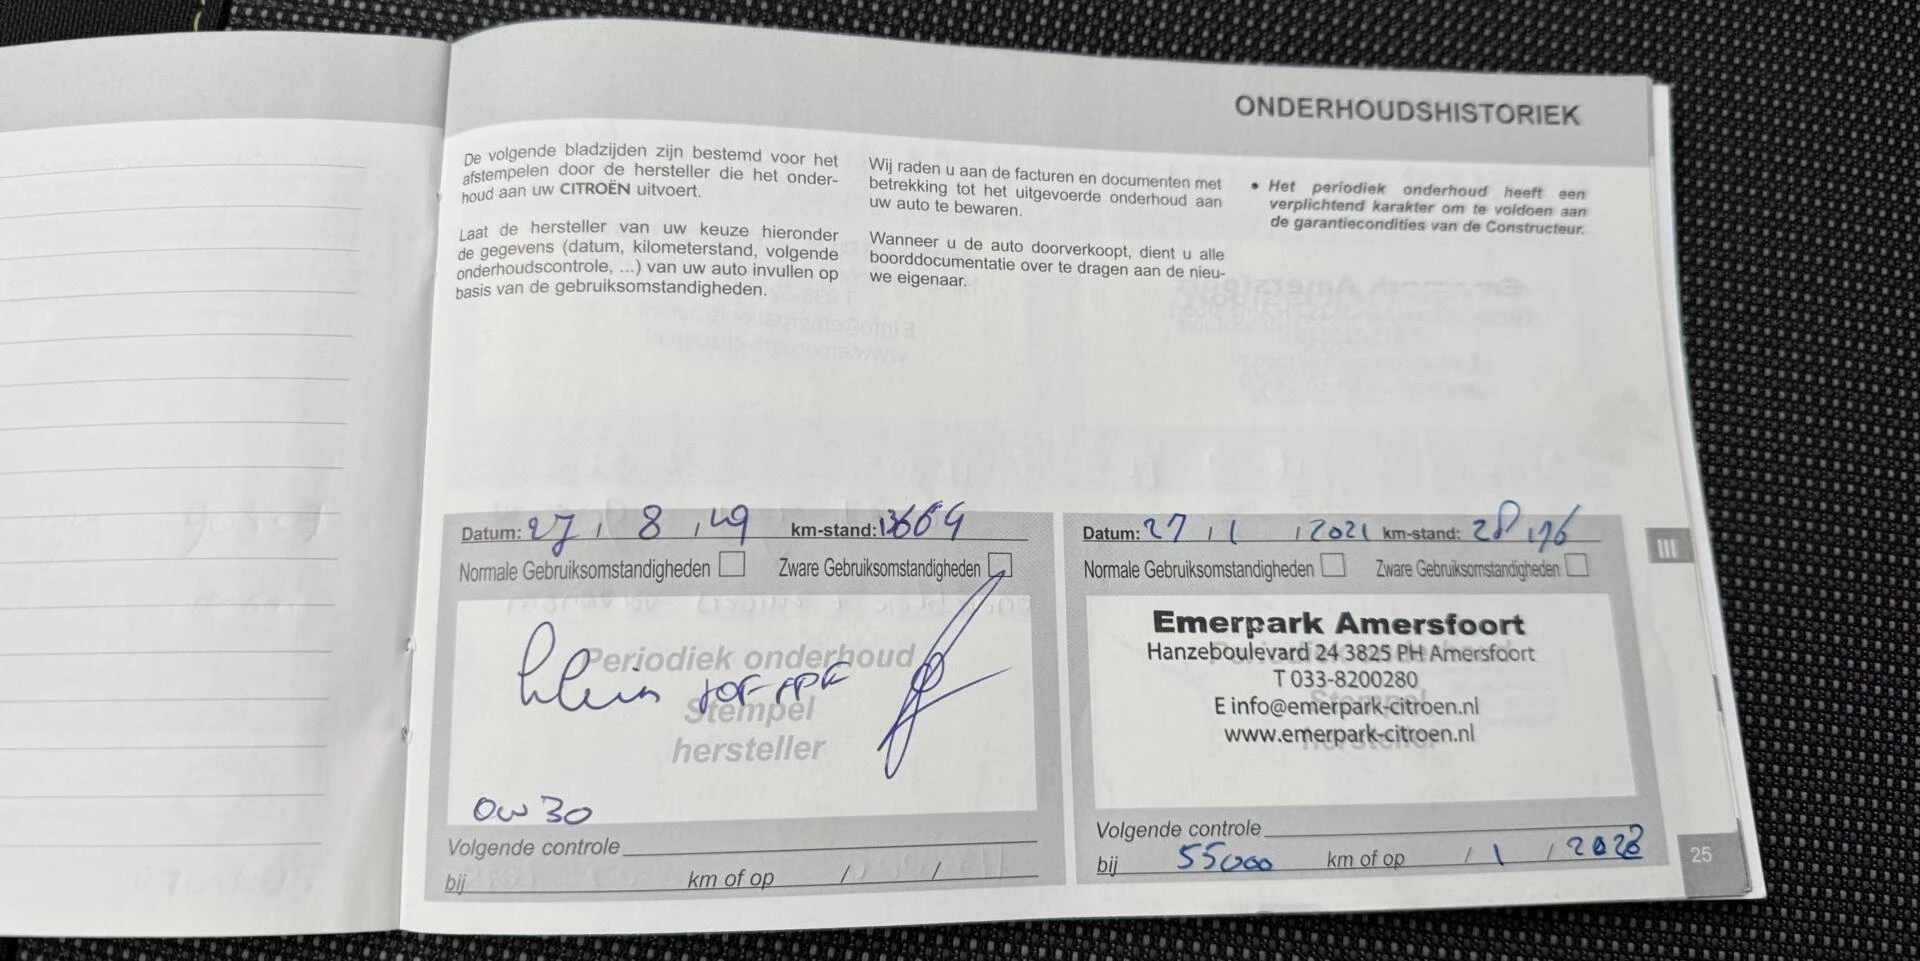 ONDERHOUDSHISTORIEK
De volgende bladzijden zijn bestemd voor het
afstempelen door de hersteller die het onder-
houd aan uw CITROËN uitvoert.
Laat de hersteller van uw keuze hieronder
de gegevens (datum, kilometerstand, volgende
onderhoudscontrole, ...) van uw auto invullen op
basis van de gebruiksomstandigheden.
Wij raden u aan de facturen en documenten met
betrekking tot het uitgevoerde onderhoud aan
uw auto te bewaren.
Wanneer u de auto doorverkoopt, dient u alle
boorddocumentatie over te dragen aan de nieu-
we eigenaar.
• Het periodiek onderhoud heeft een
verplichtend karakter om te voldoen aan
de garantiecondities van de Constructeur.
Datum: 27 / 8 / 19 km-stand: 13664
Normale Gebruiksomstandigheden Zware Gebruiksomstandigheden
Periodiek onderhoud
klein
Stempel
hersteller
0W30
Volgende controle
bij km of op / /
Datum: 27 / 1 / 2021 km-stand: 28176
Normale Gebruiksomstandigheden Zware Gebruiksomstandigheden
Emerpark Amersfoort
Hanzeboulevard 24 3825 PH Amersfoort
T 033-8200280
E info@emerpark-citroen.nl
www.emerpark-citroen.nl
Volgende controle
bij 55000 km of op / 1 / 2023
III
25